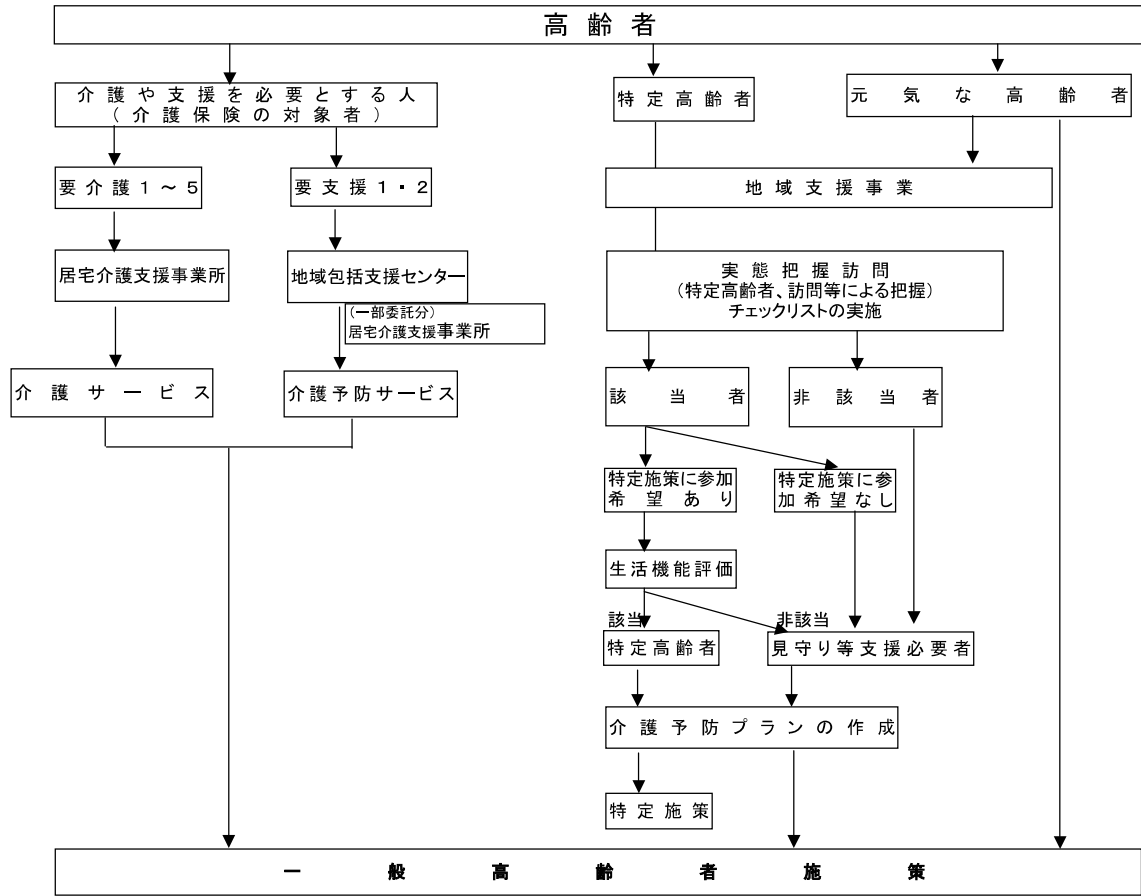 高齢者
介護や支援を必要とする人
(介護保険の対象者)
特定高齢者
元気な高齢者
要介護1~5
要支援1・2
地域支援事業
居宅介護支援事業所
地域包括支援センター
(一部委託分)
居宅介護支援事業所
実態把握訪問
(特定高齢者、訪問等による把握)
チェックリストの実施
介護サービス
介護予防サービス
該当者
非該当者
特定施策に参加
希望あり
特定施策に参
加希望なし
生活機能評価
該当
非該当
特定高齢者
見守り等支援必要者
介護予防プランの作成
特定施策
一般高齢者施策